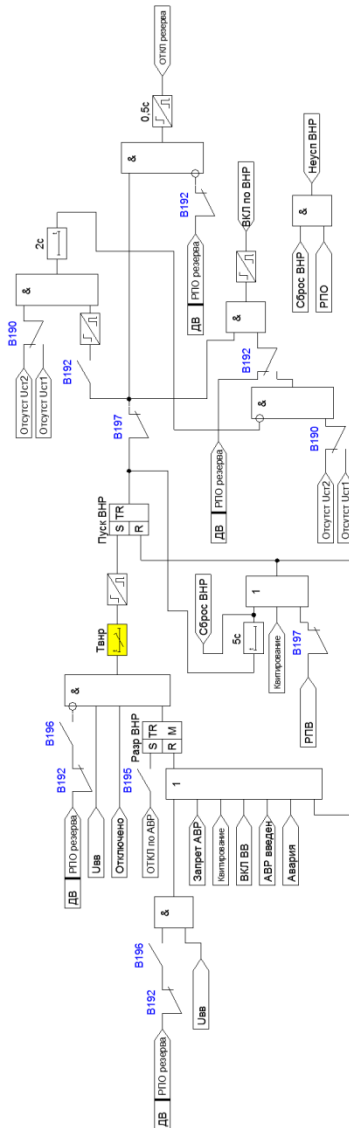 ДВ РПО резерва
В192
В196
Uвв
&
ДВ РПО резерва
В192
В196
Uвв
Отключено
ОТКЛ по АВР
В195
Запрет АВР
Квитирование
ВКЛ ВВ
АВР введен
Авария
1
Разр ВНР
S TR
R M
&
Твнр
Пуск ВНР
S TR
R
РПВ
В197
Квитирование
Сброс ВНР
5с
1
В197
Отсутст Uст2
Отсутст Uст1
В190
В192
&
2с
Отсутст Uст2
Отсутст Uст1
В190
&
ДВ РПО резерва
В192
&
ВКЛ по ВНР
ДВ РПО резерва
В192
&
0,5с
ОТКЛ резерва
Сброс ВНР
РПО
&
Неусп ВНР